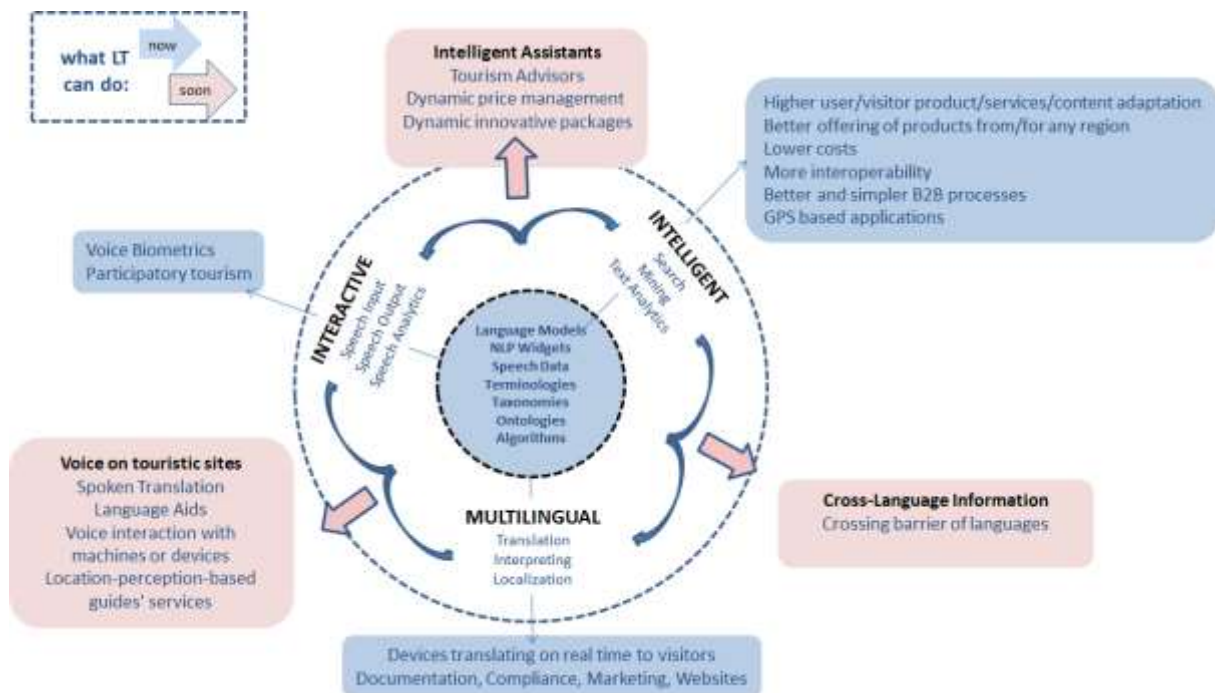 what LT
can do:
now
soon
Intelligent Assistants
Tourism Advisors
Dynamic price management
Dynamic innovative packages
Higher user/visitor product/services/content adaptation
Better offering of products from/for any region
Lower costs
More interoperability
Better and simpler B2B processes
GPS based applications
Voice Biometrics
Participatory tourism
INTERACTIVE
Speech Input
Speech Output
Speech Analytics
INTELLIGENT
Search
Mining
Text Analytics
Language Models
NLP Widgets
Speech Data
Terminologies
Taxonomies
Ontologies
Algorithms
Voice on touristic sites
Spoken Translation
Language Aids
Voice interaction with
machines or devices
Location-perception-based
guides' services
MULTILINGUAL
Translation
Interpreting
Localization
Cross-Language Information
Crossing barrier of languages
Devices translating on real time to visitors
Documentation, Compliance, Marketing, Websites